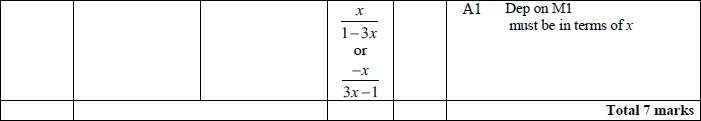 x/(1−3x) A1 Dep on M1
must be in terms of x
or
−x/(3x−1)
Total 7 marks